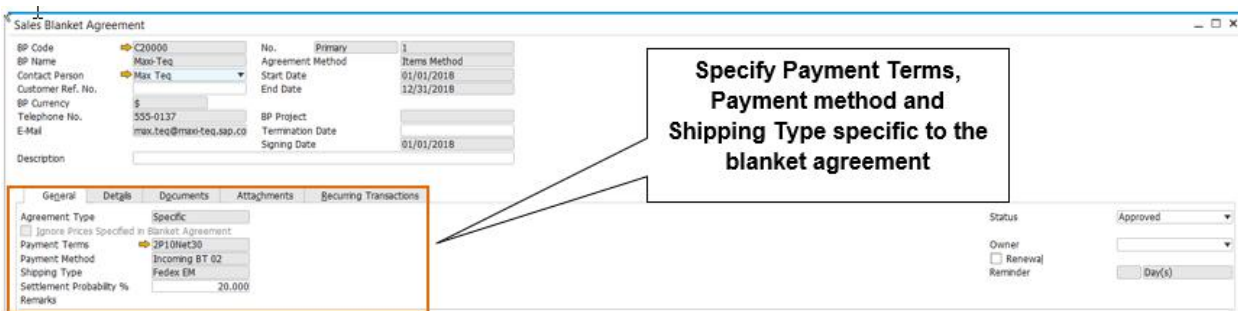 Sales Blanket Agreement
BP Code C20000 No. Primary 1
BP Name Maxi-Teq Agreement Method Items Method
Contact Person Max Teq Start Date 01/01/2018
Customer Ref. No. End Date 12/31/2018
BP Currency $
Telephone No. 555-0137 BP Project
E-Mail max.teq@maxi-teq.sap.co Termination Date
Signing Date 01/01/2018
Description
Specify Payment Terms,
Payment method and
Shipping Type specific to the
blanket agreement
General Details Documents Attachments Recurring Transactions
Agreement Type Specific Status Approved
Ignore Prices Specified in Blanket Agreement
Payment Terms 2P10Net30 Owner
Payment Method Incoming BT 02 Renewal
Shipping Type Fedex EM Reminder Day(s)
Settlement Probability % 20.000
Remarks